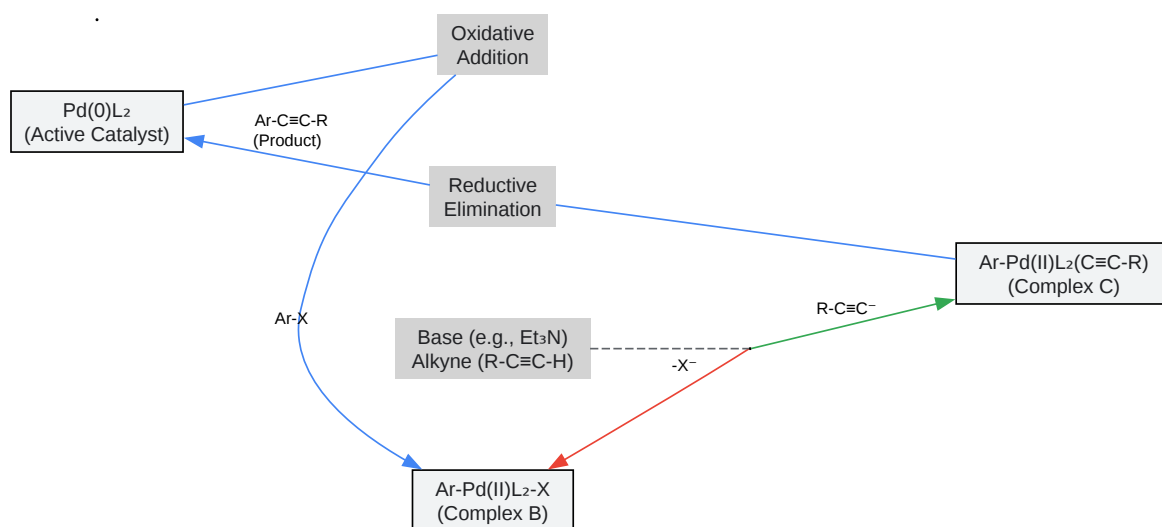 Oxidative
Addition
Pd(0)L₂
(Active Catalyst)
Ar-C≡C-R
(Product)
Reductive
Elimination
Ar-Pd(II)L₂(C≡C-R)
(Complex C)
R-C≡C⁻
Ar-X
Base (e.g., Et₃N)
Alkyne (R-C≡C-H)
-X⁻
Ar-Pd(II)L₂-X
(Complex B)